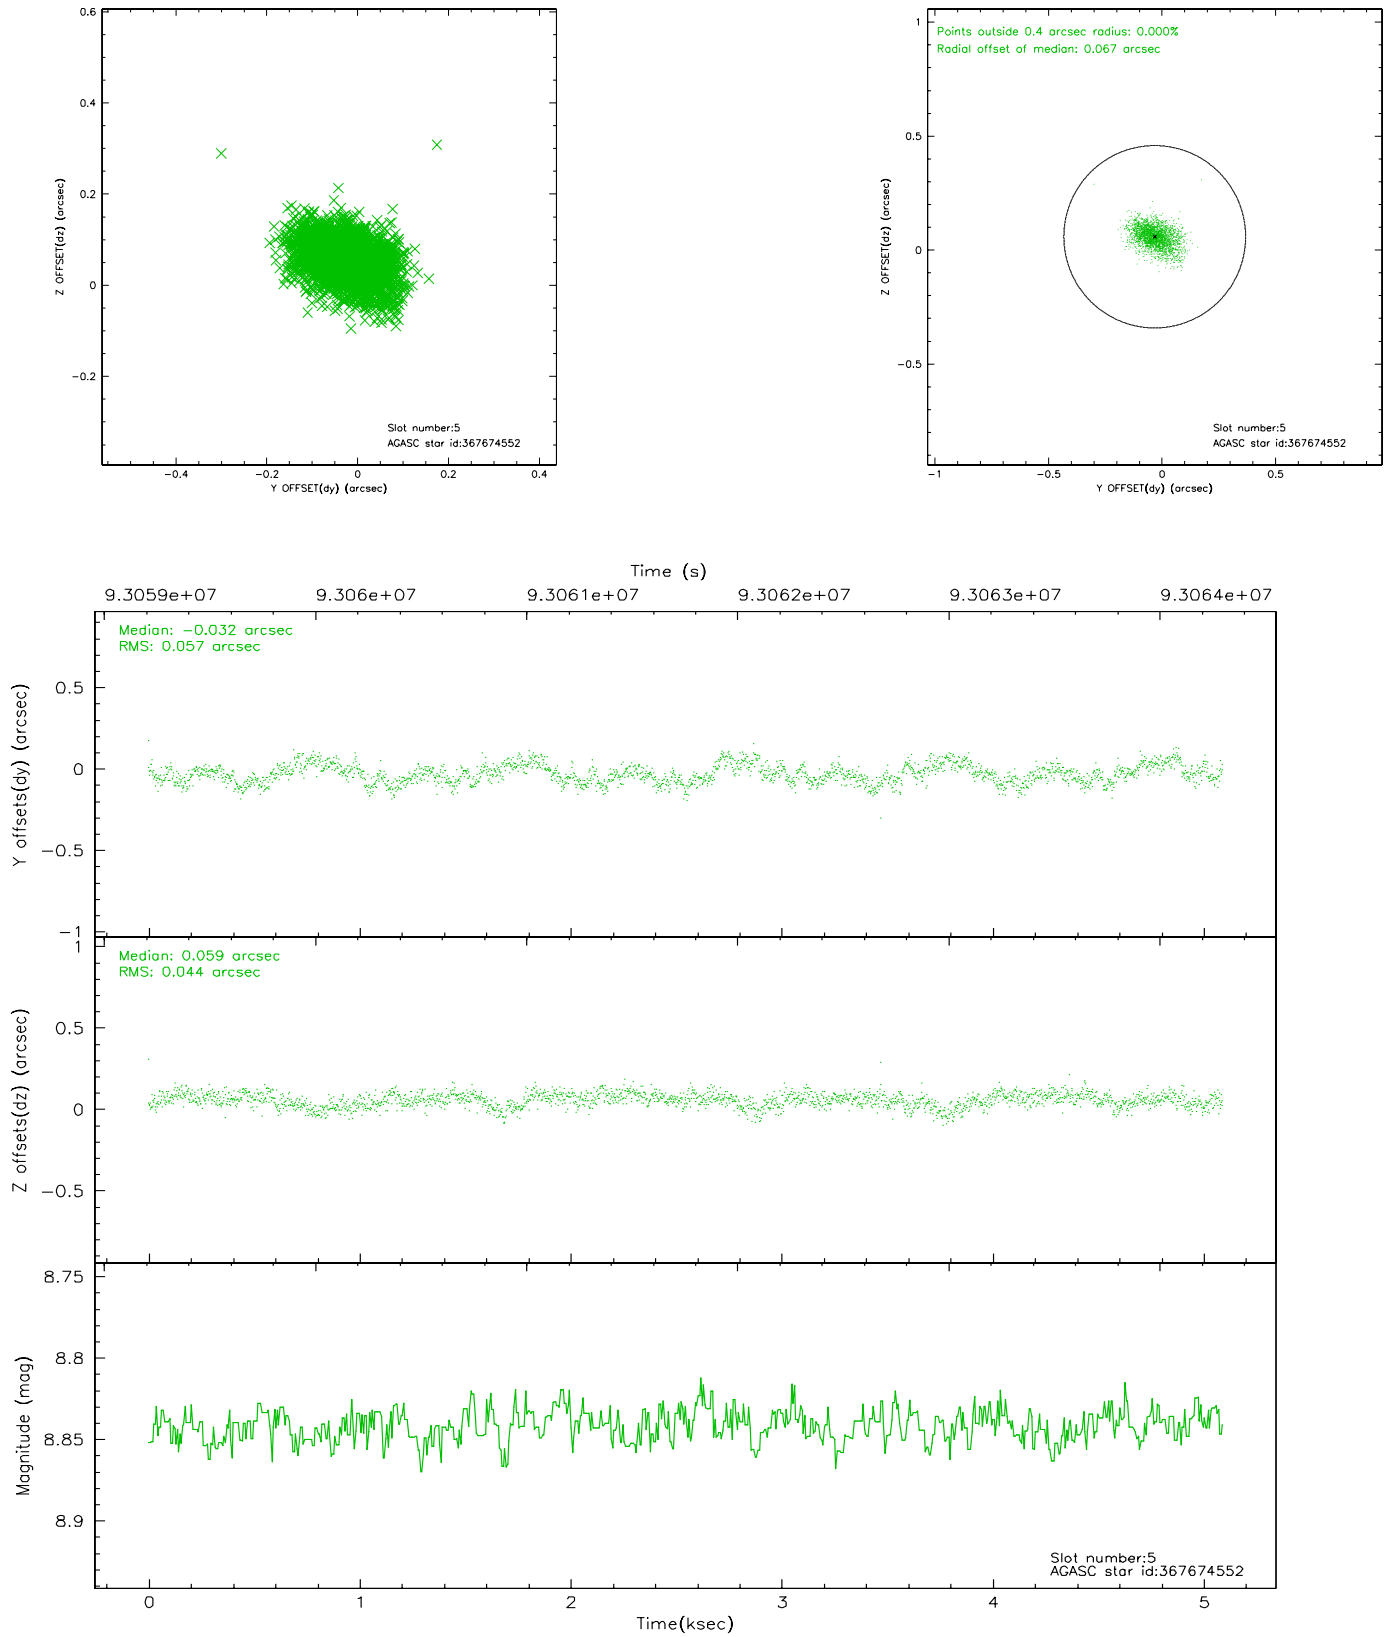 0.6
0.4
0.2
0
−0.2
Z OFFSET(dz) (arcsec)
Slot number:5
AGASC star id:367674552
−0.4
−0.2
0
0.2
0.4
Y OFFSET(dy) (arcsec)
Points outside 0.4 arcsec radius: 0.000%
Radial offset of median: 0.067 arcsec
1
0.5
0
−0.5
Z OFFSET(dz) (arcsec)
Slot number:5
AGASC star id:367674552
−1
−0.5
0
0.5
Y OFFSET(dy) (arcsec)
Time (s)
9.3059e+07
9.306e+07
9.3061e+07
9.3062e+07
9.3063e+07
9.3064e+07
Median: −0.032 arcsec
RMS: 0.057 arcsec
0.5
0
−0.5
−1
Y offsets(dy) (arcsec)
Median: 0.059 arcsec
RMS: 0.044 arcsec
1
0.5
0
−0.5
Z offsets(dz) (arcsec)
8.75
8.8
8.85
8.9
Magnitude (mag)
Slot number:5
AGASC star id:367674552
0
1
2
3
4
5
Time(ksec)